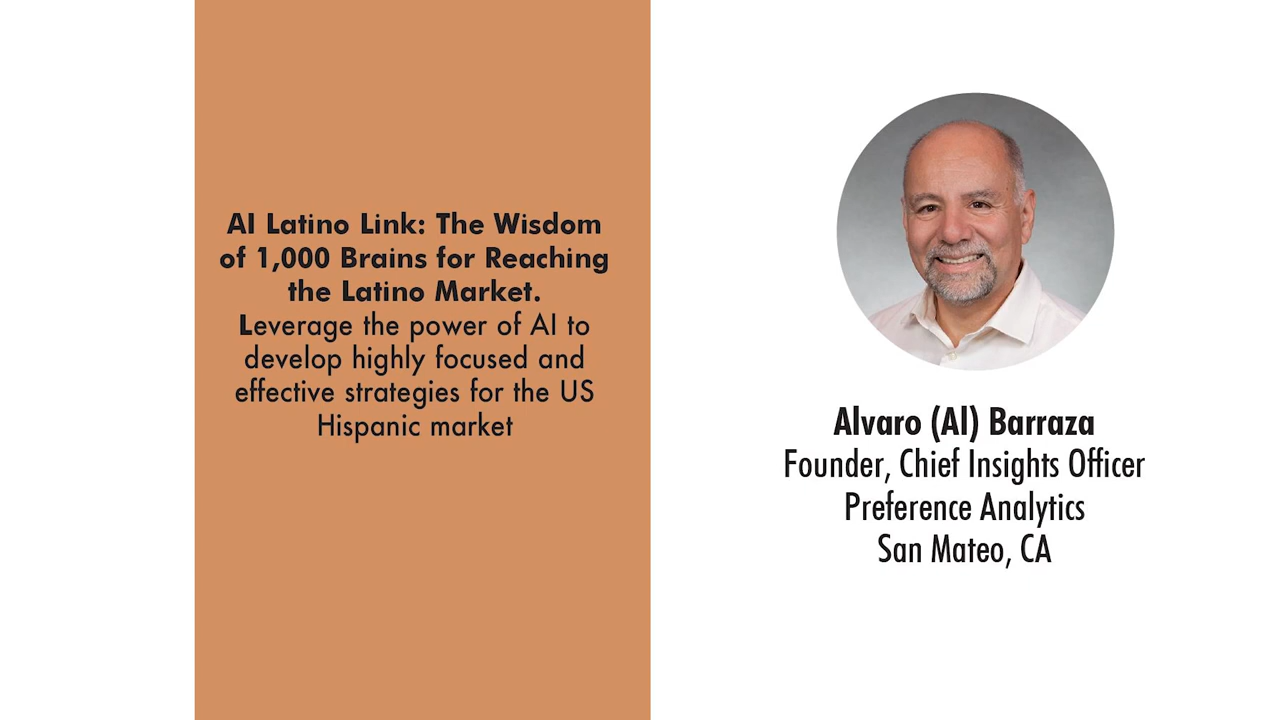 AI Latino Link: The Wisdom
of 1,000 Brains for Reaching
the Latino Market.
Leverage the power of AI to
develop highly focused and
effective strategies for the US
Hispanic market
Alvaro (Al) Barraza
Founder, Chief Insights Officer
Preference Analytics
San Mateo, CA